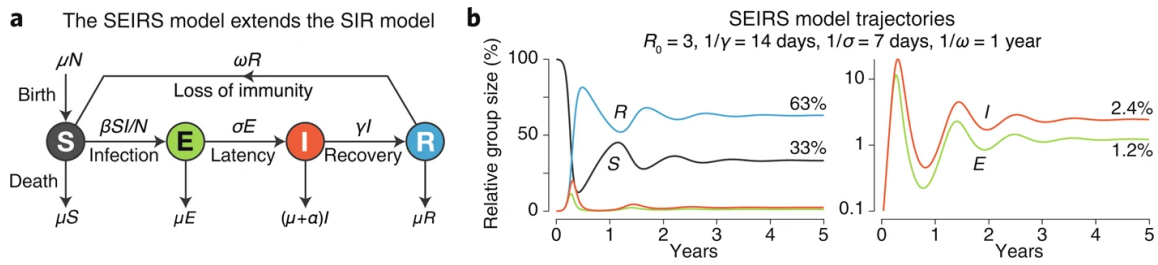 a The SEIRS model extends the SIR model
μN
ωR
Birth
Loss of immunity
S
βSI/N
E
σE
I
γI
R
Infection
Latency
Recovery
Death
μS
μE
(μ+α)I
μR
b SEIRS model trajectories
R₀ = 3, 1/γ = 14 days, 1/σ = 7 days, 1/ω = 1 year
Relative group size (%)
100
50
0
R
63%
S
33%
0 1 2 3 4 5
Years
10
1
0.1
I
2.4%
E
1.2%
0 1 2 3 4 5
Years